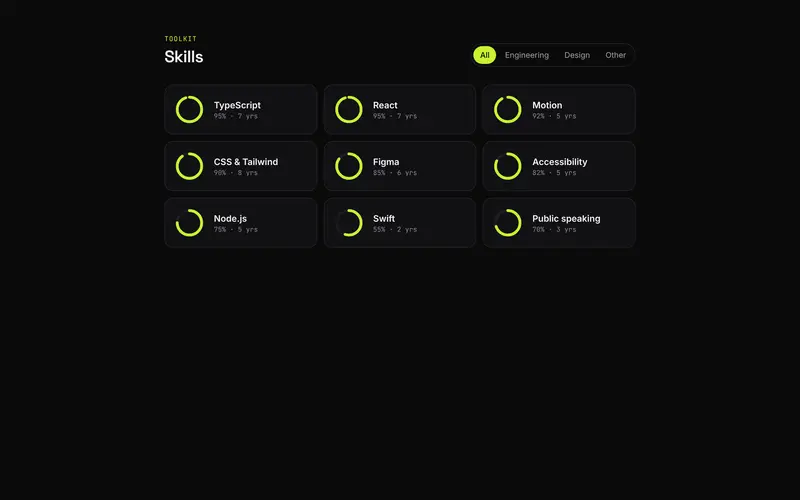 TOOLKIT
Skills
All
Engineering
Design
Other
TypeScript
95% · 7 yrs
React
95% · 7 yrs
Motion
92% · 5 yrs
CSS & Tailwind
90% · 8 yrs
Figma
85% · 6 yrs
Accessibility
82% · 5 yrs
Node.js
75% · 5 yrs
Swift
55% · 2 yrs
Public speaking
70% · 3 yrs